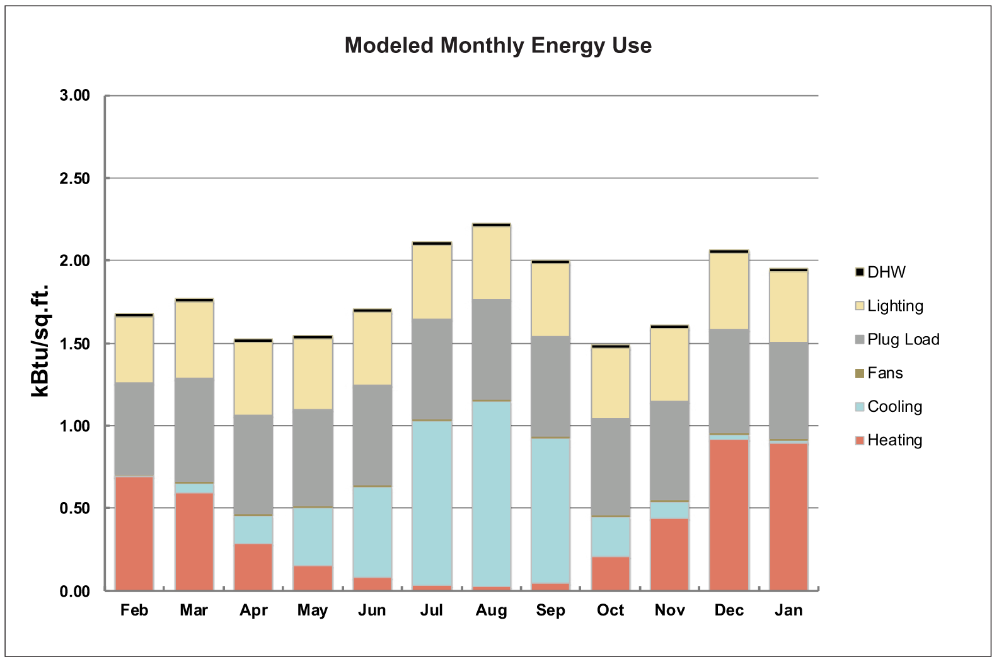 Modeled Monthly Energy Use
kBtu/sq.ft.
3.00
2.50
2.00
1.50
1.00
0.50
0.00
Feb Mar Apr May Jun Jul Aug Sep Oct Nov Dec Jan
DHW
Lighting
Plug Load
Fans
Cooling
Heating